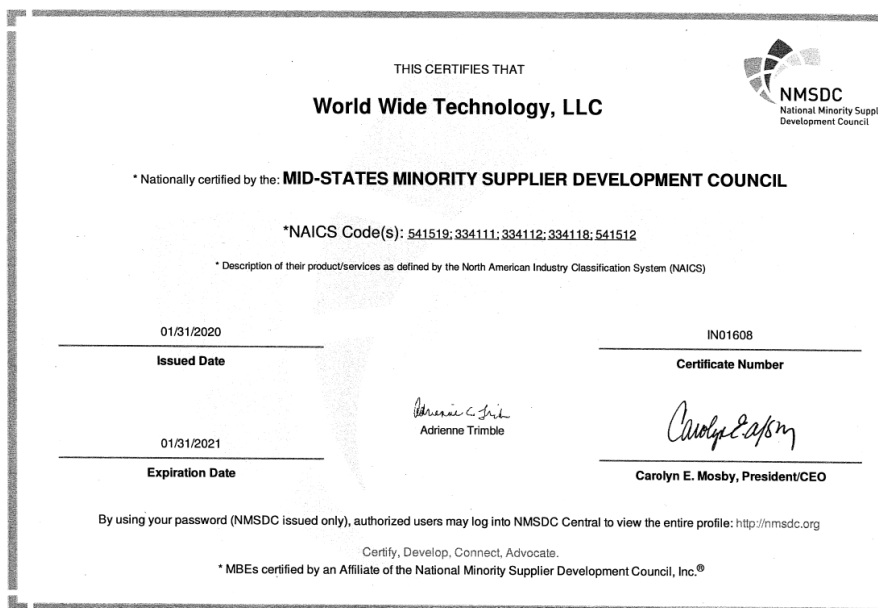 THIS CERTIFIES THAT
World Wide Technology, LLC
NMSDC
National Minority Suppl
Development Council
* Nationally certified by the: MID-STATES MINORITY SUPPLIER DEVELOPMENT COUNCIL
*NAICS Code(s): 541519; 334111; 334112; 334118; 541512
* Description of their product/services as defined by the North American Industry Classification System (NAICS)
01/31/2020
Issued Date
IN01608
Certificate Number
Adrienne Trimble
01/31/2021
Expiration Date
Carolyn E. Mosby, President/CEO
By using your password (NMSDC issued only), authorized users may log into NMSDC Central to view the entire profile: http://nmsdc.org
Certify, Develop, Connect, Advocate.
* MBEs certified by an Affiliate of the National Minority Supplier Development Council, Inc.®